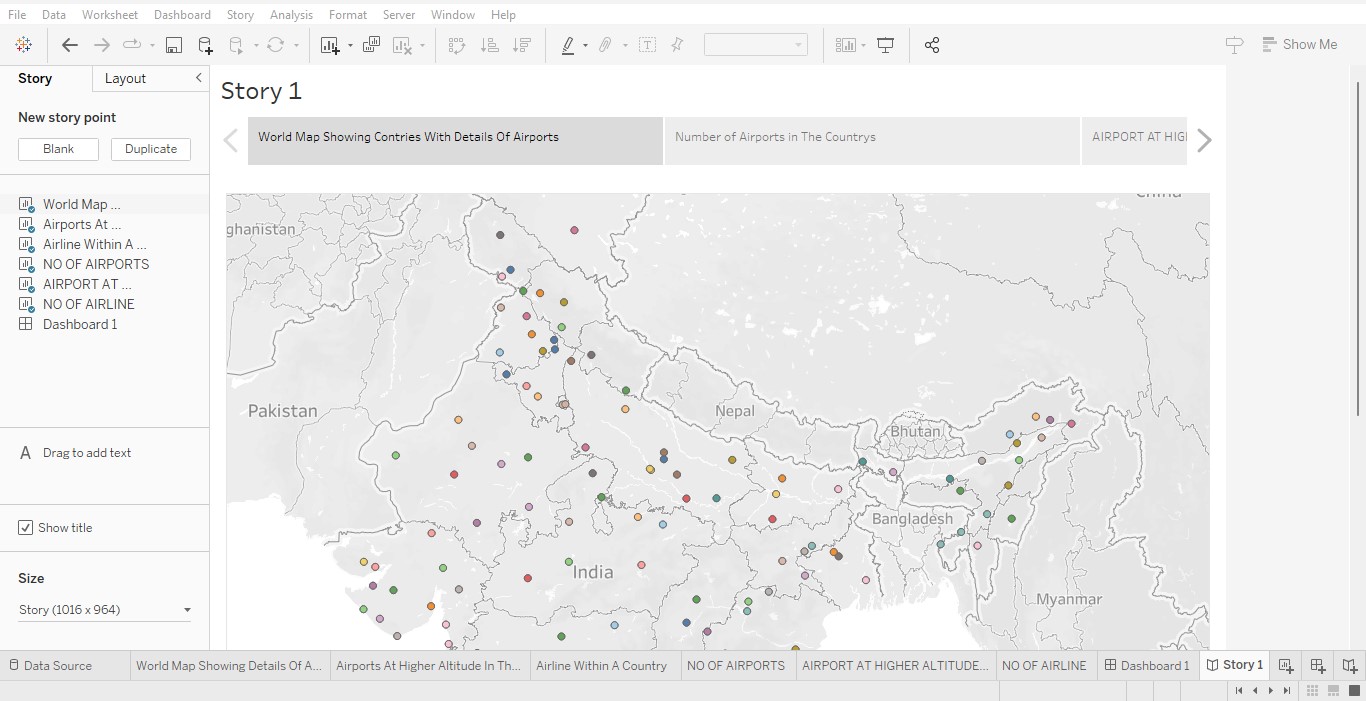 File Data Worksheet Dashboard Story Analysis Format Server Window Help
Show Me
Story Layout
New story point
Blank Duplicate
World Map ...
Airports At ...
Airline Within A ...
NO OF AIRPORTS
AIRPORT AT ...
NO OF AIRLINE
Dashboard 1
A Drag to add text
Show title
Size
Story (1016 x 964)
Story 1
World Map Showing Contries With Details Of Airports
Number of Airports in The Countrys
AIRPORT AT HIG
ghanistan
China
Pakistan
Nepal
Bhutan
Bangladesh
India
Myanmar
Data Source World Map Showing Details Of A... Airports At Higher Altitude In Th... Airline Within A Country NO OF AIRPORTS AIRPORT AT HIGHER ALTITUDE... NO OF AIRLINE Dashboard 1 Story 1